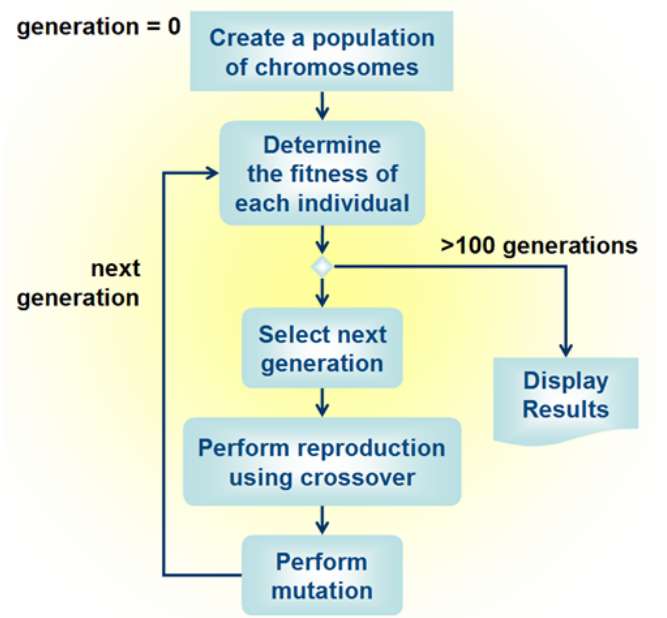 generation = 0
Create a population
of chromosomes
Determine
the fitness of
each individual
>100 generations
next
generation
Select next
generation
Display
Results
Perform reproduction
using crossover
Perform
mutation